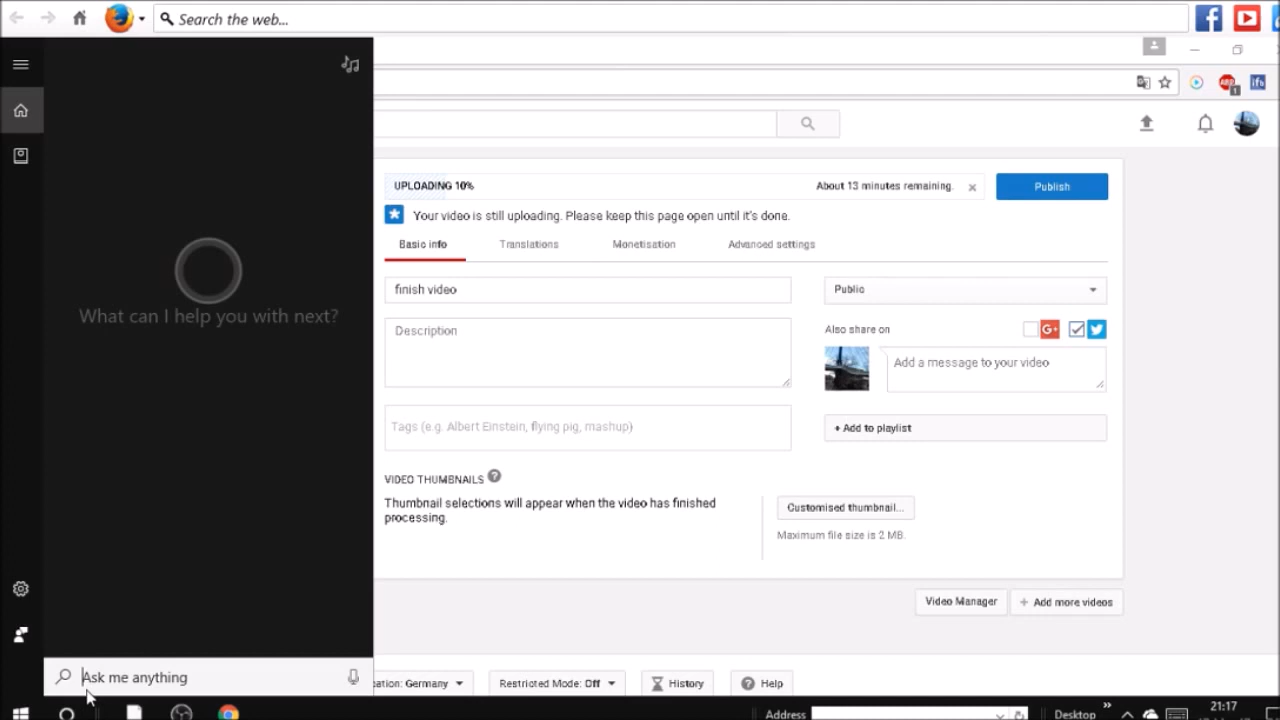 Search the web...
UPLOADING 10%
About 13 minutes remaining.
Publish
Your video is still uploading. Please keep this page open until it's done.
Basic info
Translations
Monetisation
Advanced settings
finish video
Public
Description
Also share on
G+
Add a message to your video
What can I help you with next?
Tags (e.g. Albert Einstein, flying pig, mashup)
+ Add to playlist
VIDEO THUMBNAILS ?
Thumbnail selections will appear when the video has finished
processing.
Customised thumbnail...
Maximum file size is 2 MB.
Video Manager
+ Add more videos
Ask me anything
ation: Germany
Restricted Mode: Off
History
? Help
Address
Desktop
21:17